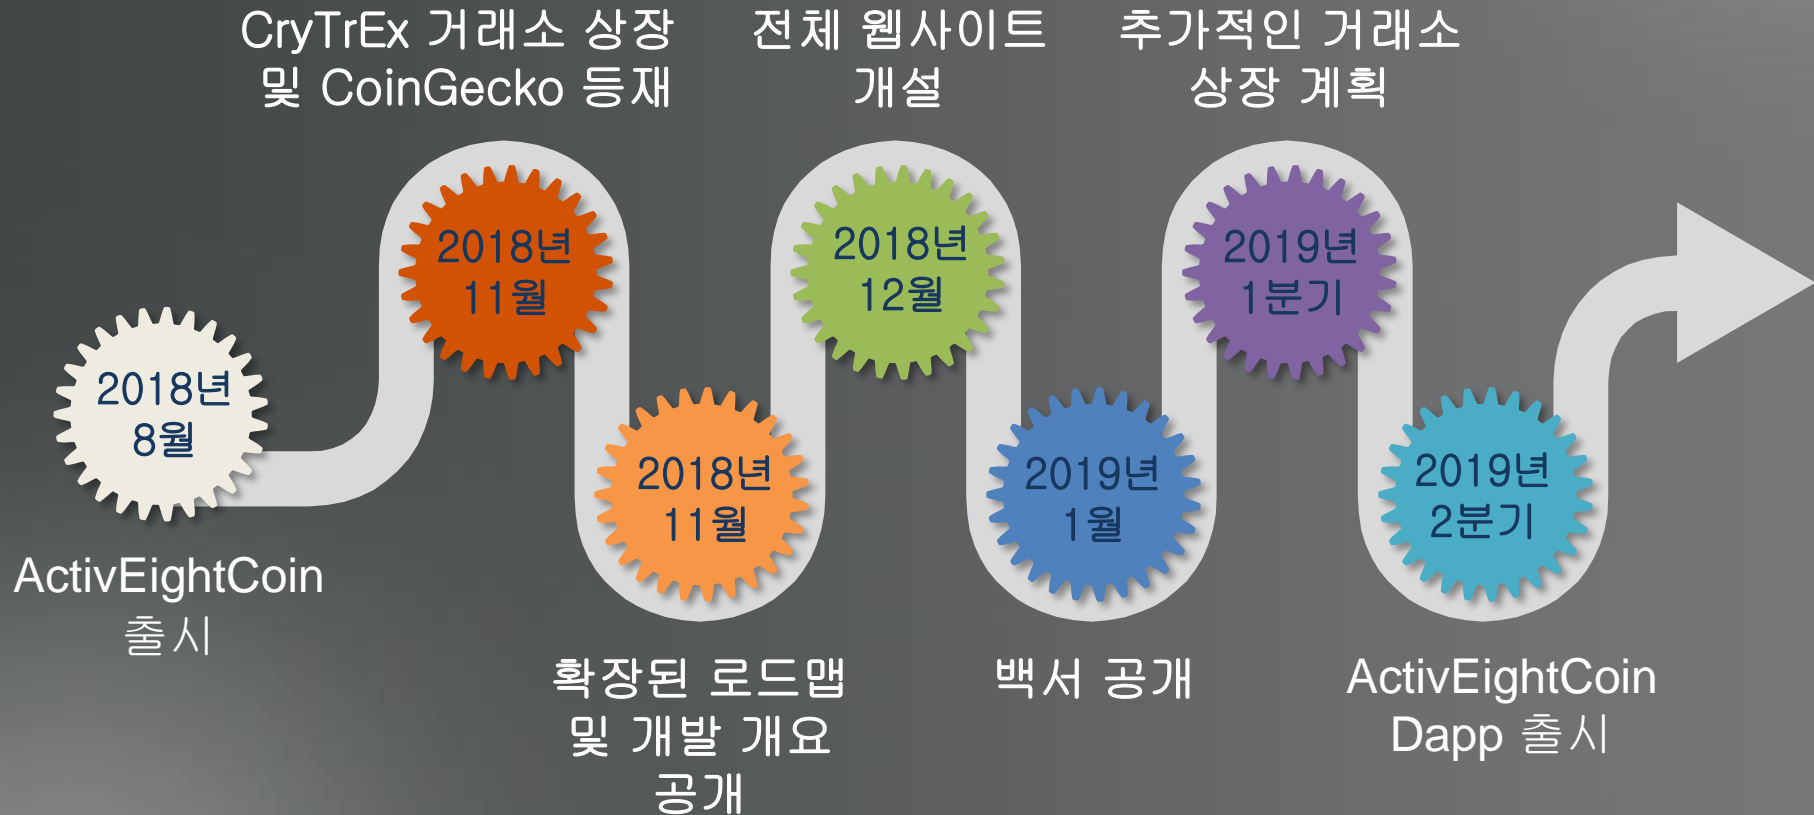 CryTrEx 거래소 상장
및 CoinGecko 등재
전체 웹사이트
개설
추가적인 거래소
상장 계획
2018년
11월
2018년
12월
2019년
1분기
2018년
8월
2018년
11월
2019년
1월
2019년
2분기
ActivEightCoin
출시
확장된 로드맵
및 개발 개요
공개
백서 공개
ActivEightCoin
Dapp 출시